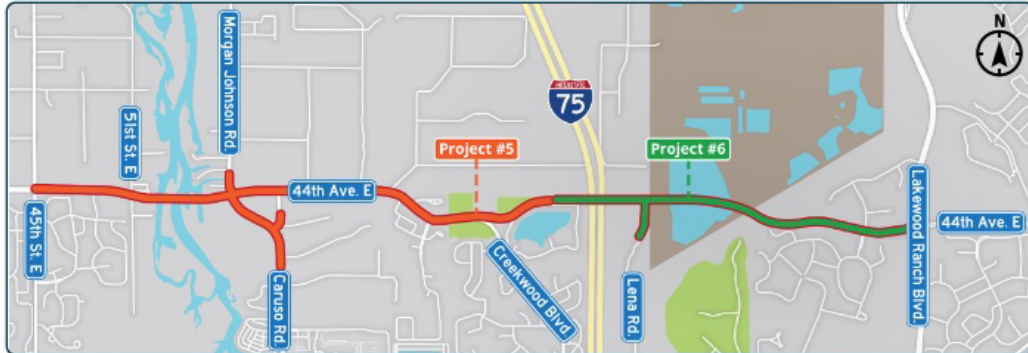 Morgan Johnson Rd.
51st St. E
45th St. E
44th Ave. E
Caruso Rd.
Project #5
Creekwood Blvd
INTERSTATE
75
Project #6
Lena Rd.
Lakewood Ranch Blvd.
44th Ave. E
N